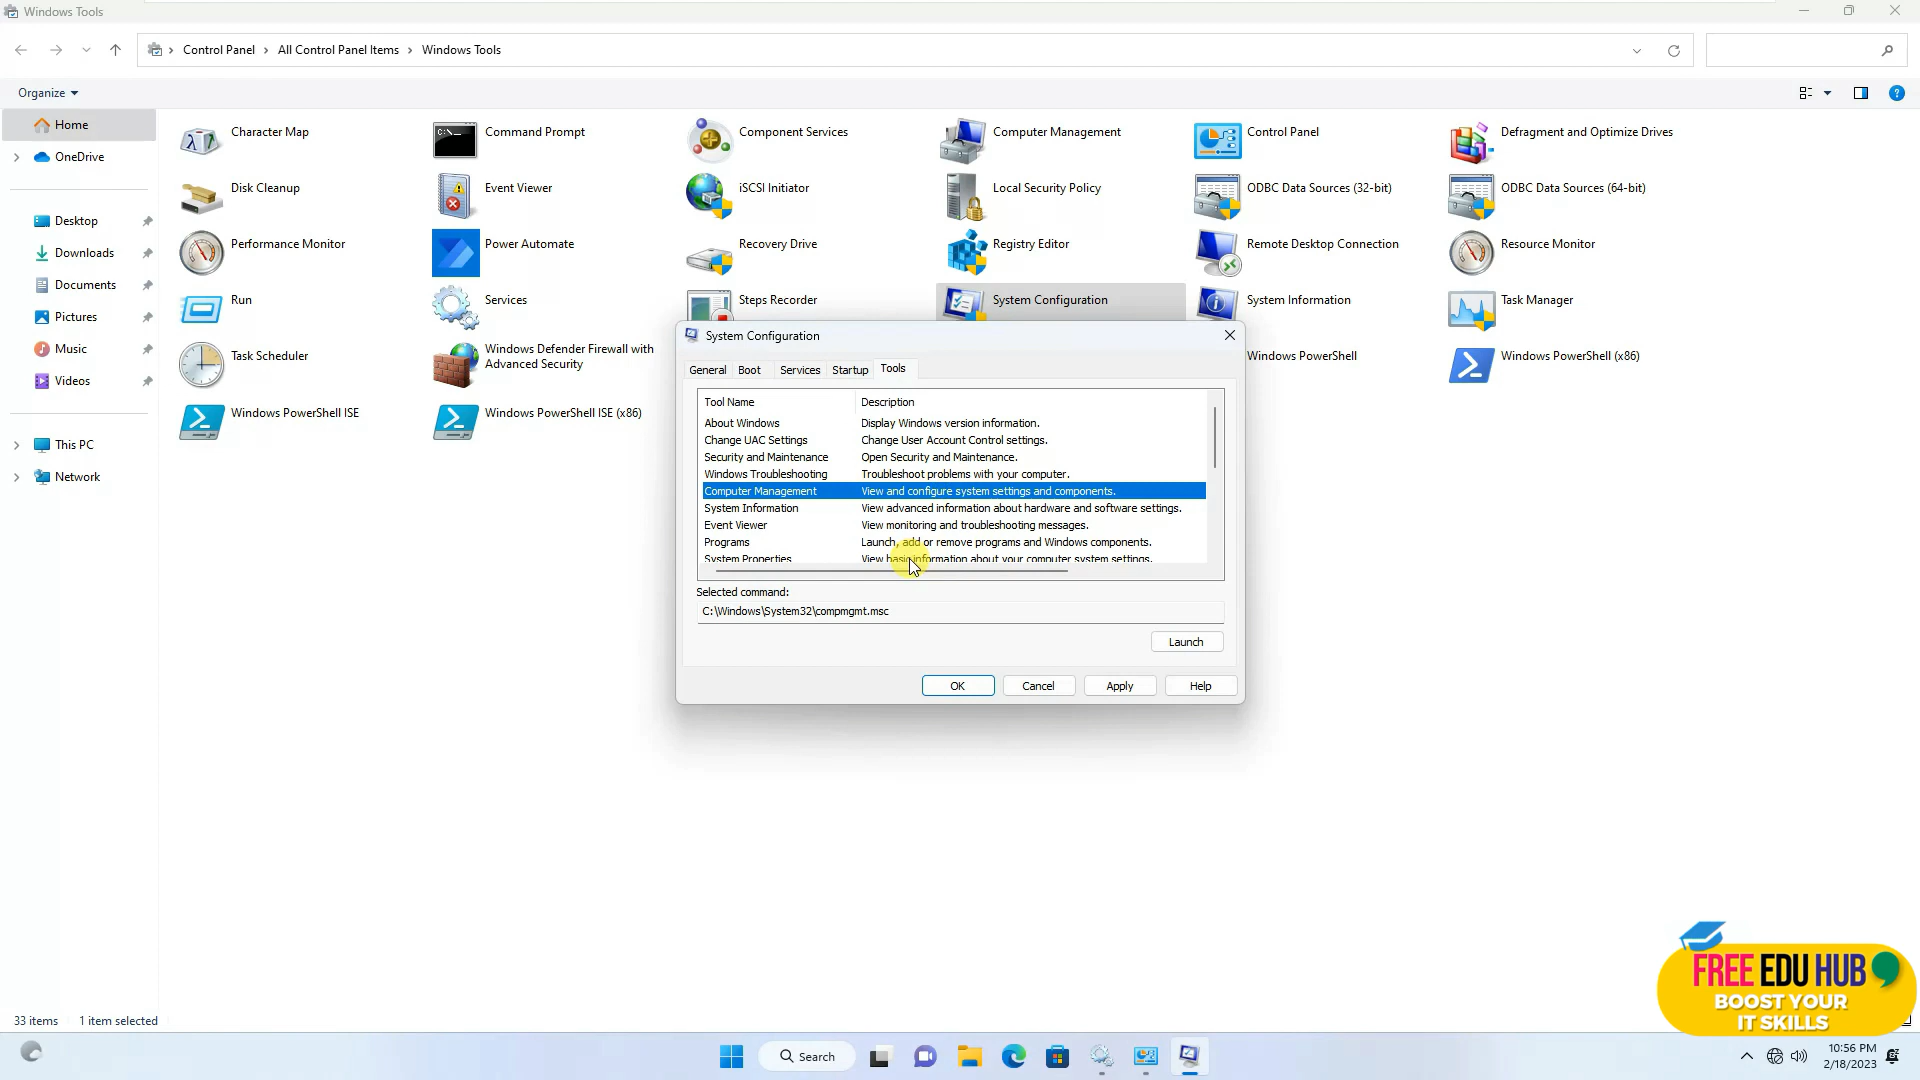 Windows Tools
Control Panel > All Control Panel Items > Windows Tools
Organize
Home
OneDrive
Desktop
Downloads
Documents
Pictures
Music
Videos
This PC
Network
Character Map
Command Prompt
Component Services
Computer Management
Control Panel
Defragment and Optimize Drives
Disk Cleanup
Event Viewer
iSCSI Initiator
Local Security Policy
ODBC Data Sources (32-bit)
ODBC Data Sources (64-bit)
Performance Monitor
Power Automate
Recovery Drive
Registry Editor
Remote Desktop Connection
Resource Monitor
Run
Services
Steps Recorder
System Configuration
System Information
Task Manager
Task Scheduler
Windows Defender Firewall with
Advanced Security
Windows PowerShell
Windows PowerShell (x86)
Windows PowerShell ISE
Windows PowerShell ISE (x86)
System Configuration
General Boot Services Startup Tools
Tool Name Description
About Windows Display Windows version information.
Change UAC Settings Change User Account Control settings.
Security and Maintenance Open Security and Maintenance.
Windows Troubleshooting Troubleshoot problems with your computer.
Computer Management View and configure system settings and components.
System Information View advanced information about hardware and software settings.
Event Viewer View monitoring and troubleshooting messages.
Programs Launch, add or remove programs and Windows components.
System Properties View basic information about your computer system settings.
Selected command:
C:\Windows\System32\compmgmt.msc
Launch
OK Cancel Apply Help
33 items 1 item selected
FREE EDU HUB
BOOST YOUR
IT SKILLS
Search
10:56 PM
2/18/2023